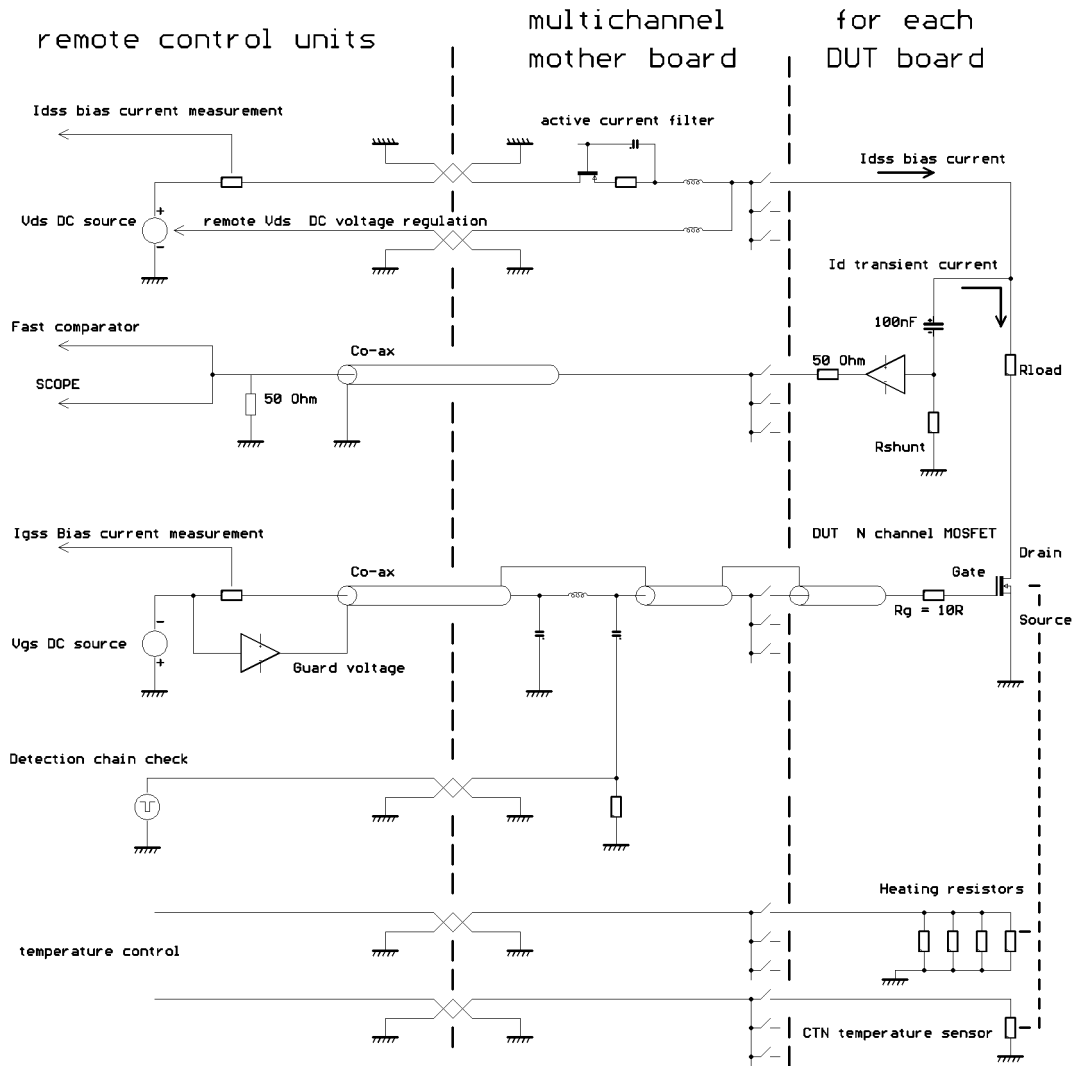 remote control units
multichannel
mother board
for each
DUT board
Idss bias current measurement
active current filter
Idss bias current
Vds DC source
+
-
remote Vds DC voltage regulation
Id transient current
Fast comparator
SCOPE
Co-ax
50 Ohm
100nF
+
-
50 Ohm
Rload
Rshunt
Igss Bias current measurement
DUT N channel MOSFET
Drain
Gate
Source
Co-ax
Rg = 10R
Vgs DC source
-
+
Guard voltage
Detection chain check
Heating resistors
temperature control
CTN temperature sensor